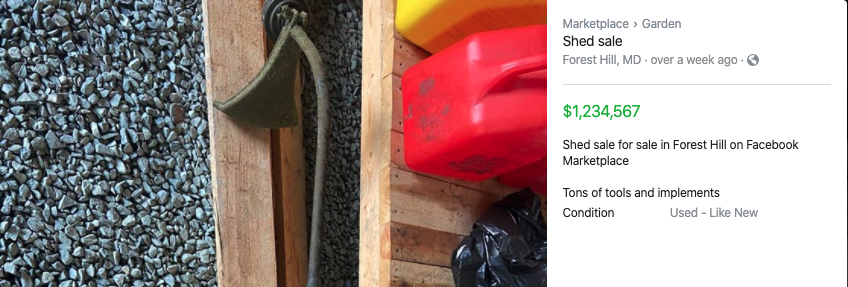 Marketplace › Garden
Shed sale
Forest Hill, MD · over a week ago ·
$1,234,567
Shed sale for sale in Forest Hill on Facebook
Marketplace
Tons of tools and implements
Condition Used - Like New